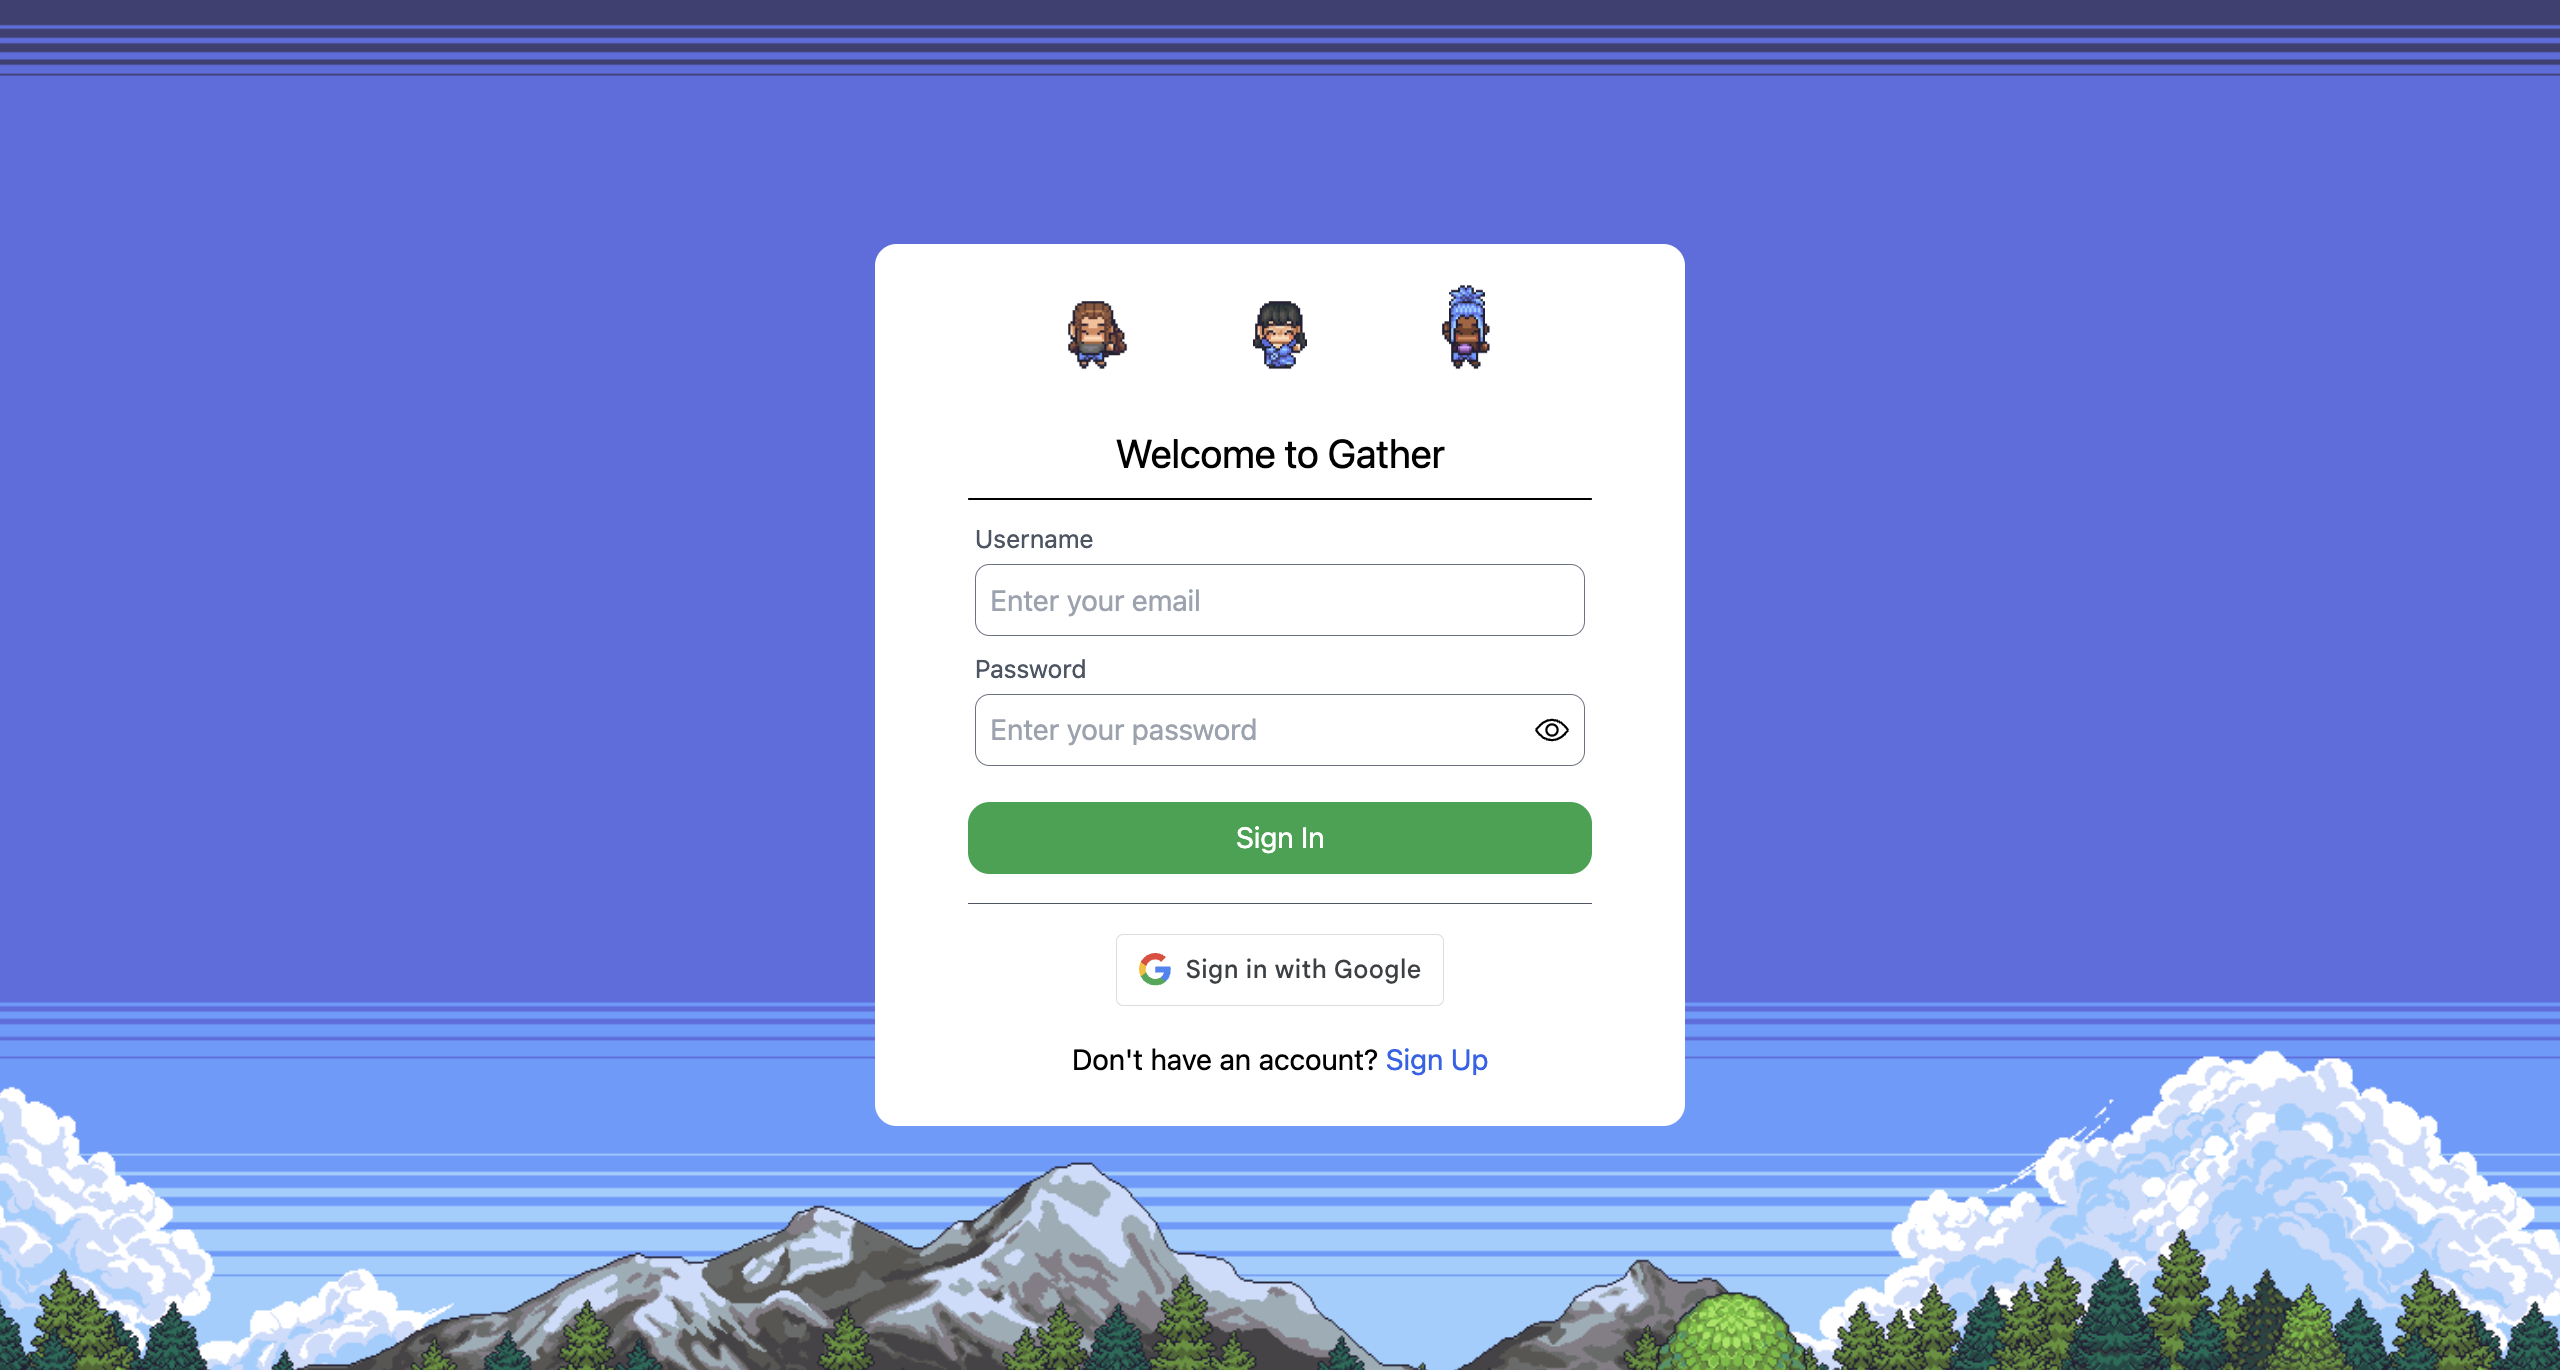 Welcome to Gather
Username
Enter your email
Password
Enter your password
Sign In
Sign in with Google
Don't have an account? Sign Up